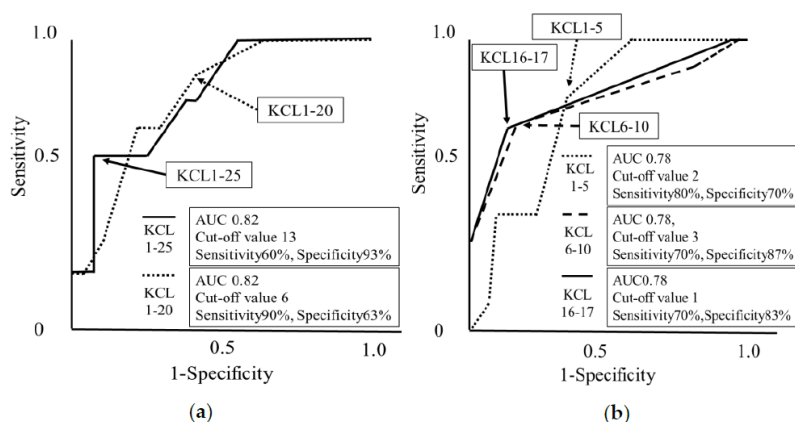 1.0
Sensitivity
0.5
0
KCL1-20
KCL1-25
KCL
1-25
AUC 0.82
Cut-off value 13
Sensitivity60%, Specificity93%
KCL
1-20
AUC 0.82
Cut-off value 6
Sensitivity90%, Specificity63%
0.5
1.0
1-Specificity
(a)
1.0
Sensitivity
0.5
0
KCL1-5
KCL16-17
KCL6-10
KCL
1-5
AUC 0.78
Cut-off value 2
Sensitivity80%, Specificity70%
KCL
6-10
AUC 0.78,
Cut-off value 3
Sensitivity70%, Specificity87%
KCL
16-17
AUC0.78
Cut-off value 1
Sensitivity70%,Specificity83%
0.5
1.0
1-Specificity
(b)